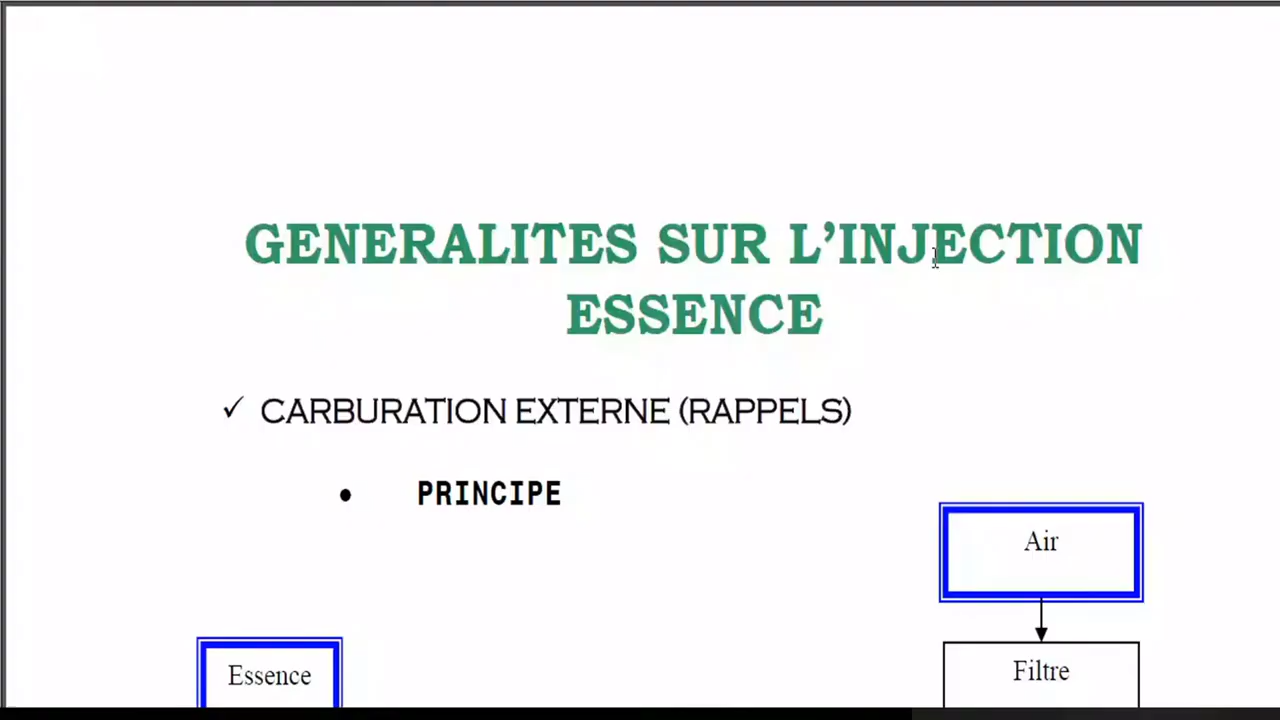 GENERALITES SUR L’INJECTION
ESSENCE
✓ CARBURATION EXTERNE (RAPPELS)
• PRINCIPE
Air
Essence
Filtre